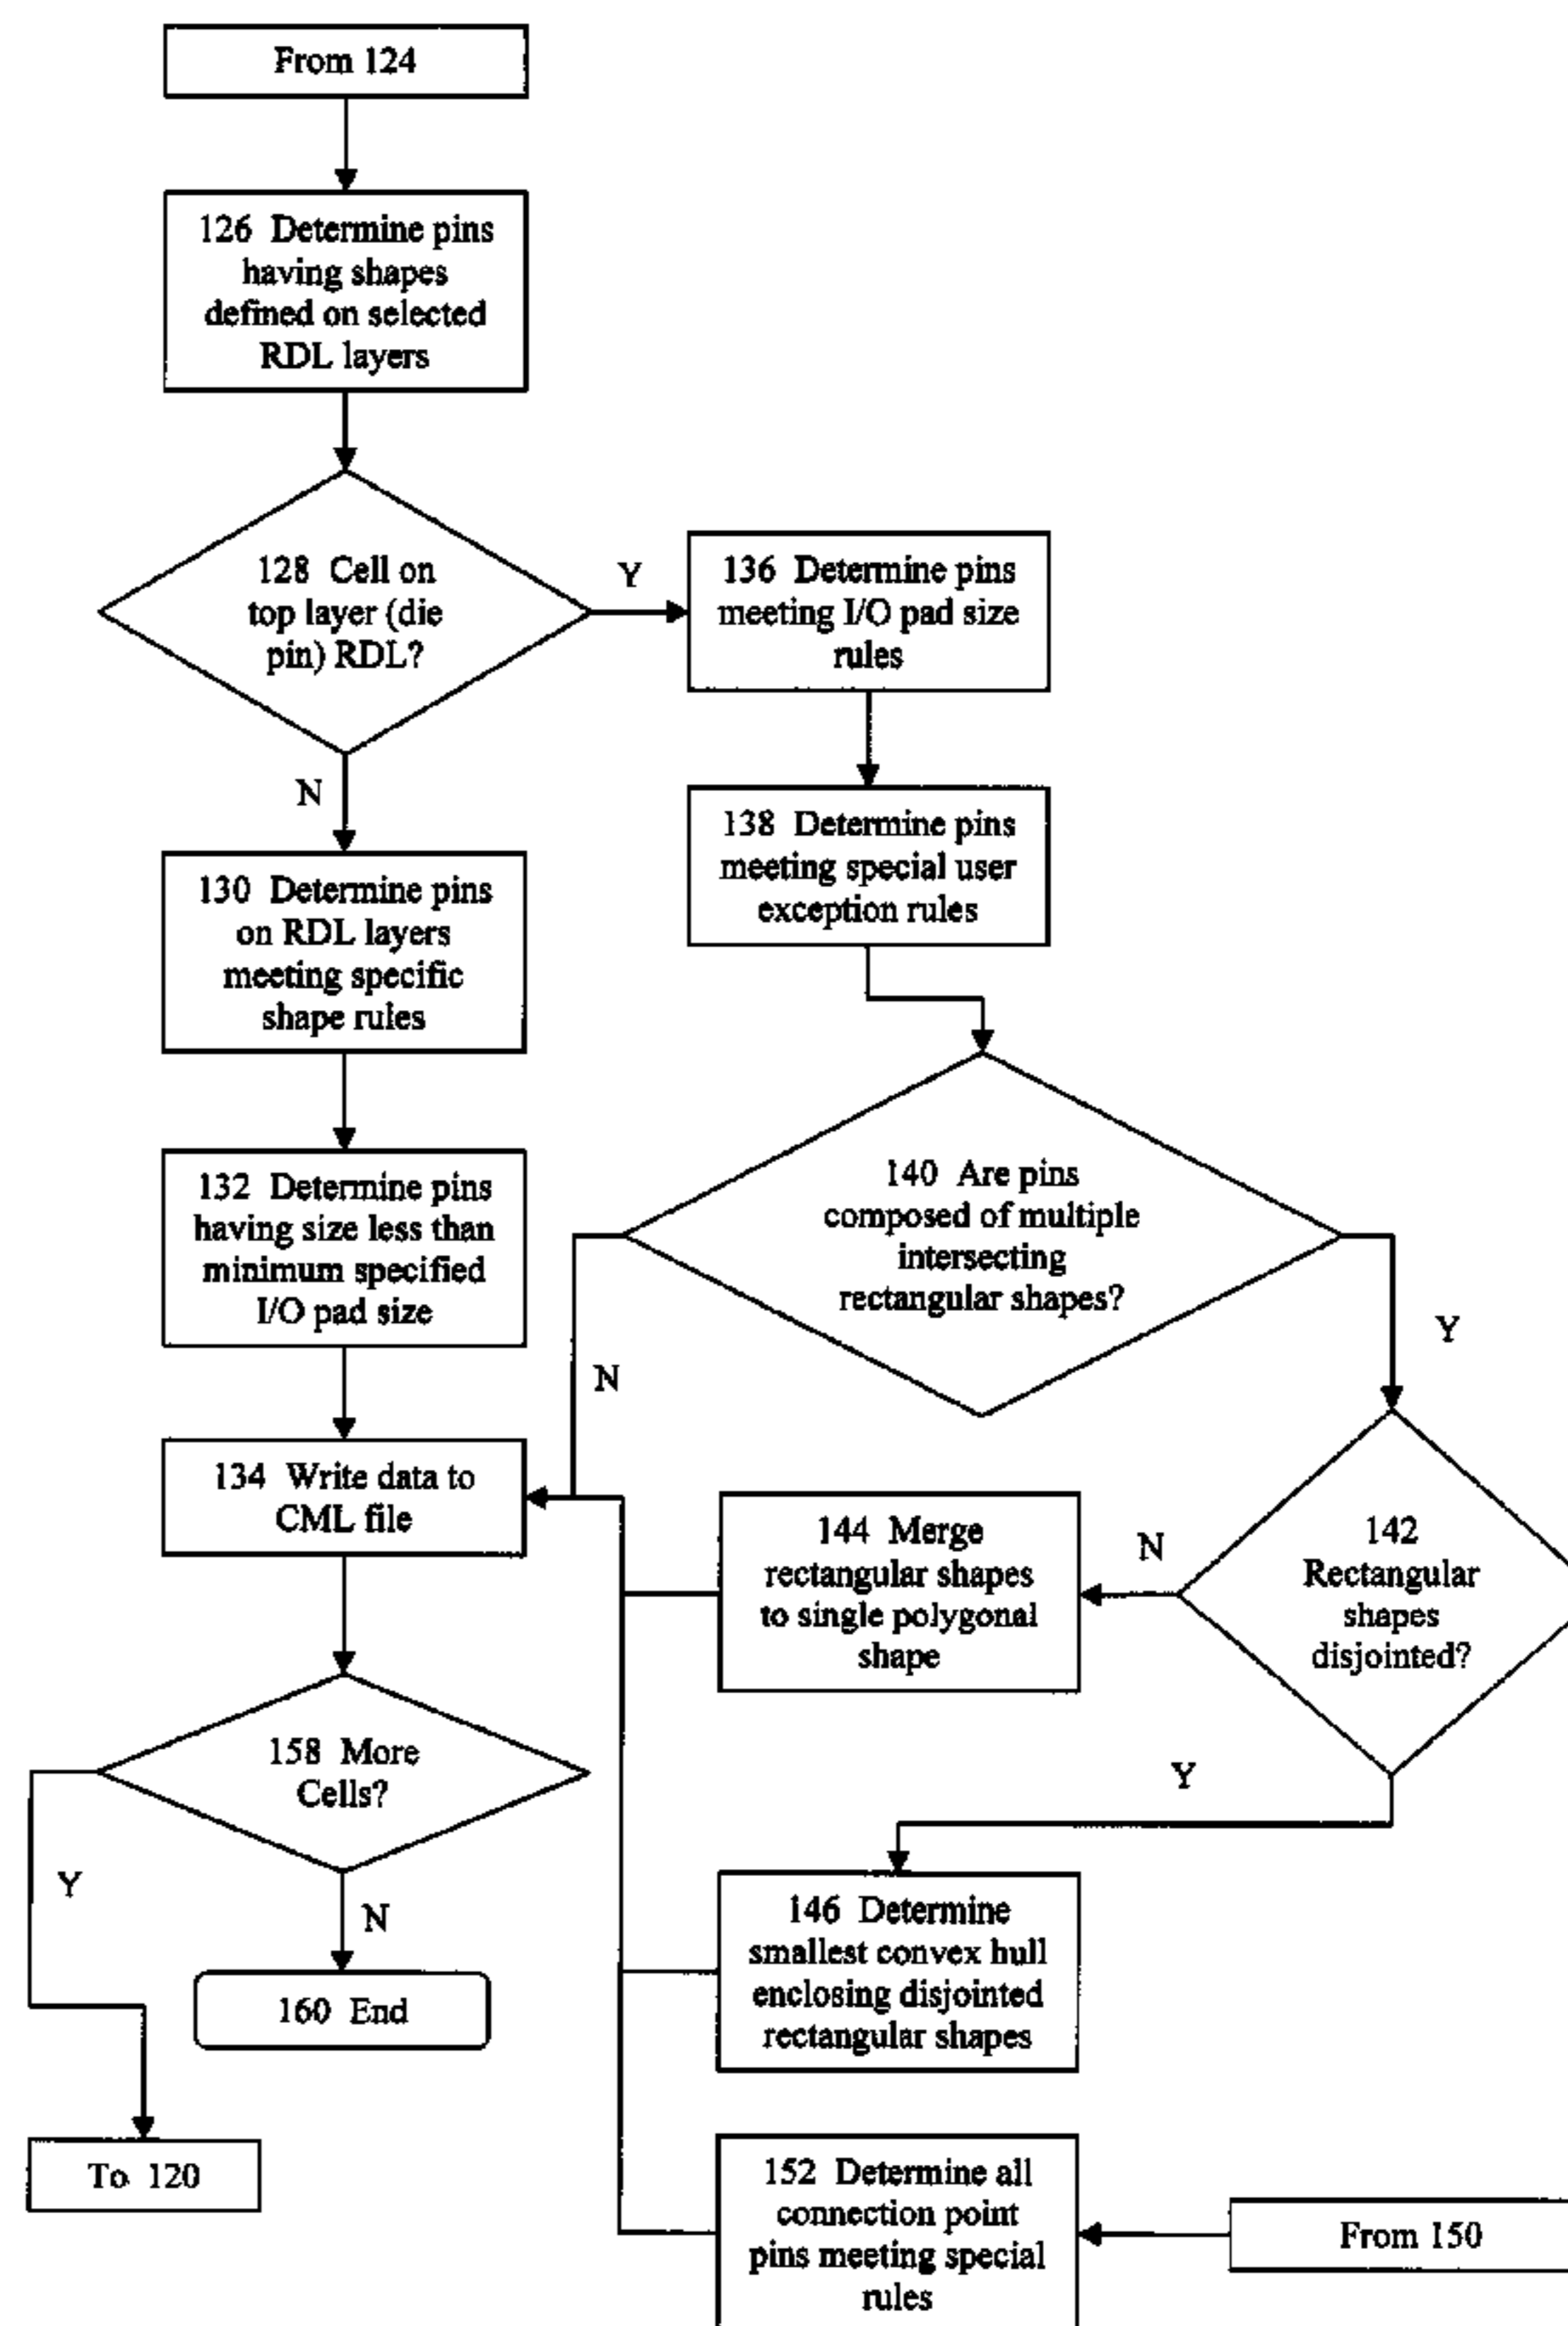 From 124
126 Determine pins
having shapes
defined on selected
RDL layers
128 Cell on
top layer (die
pin) RDL?
Y
136 Determine pins
meeting I/O pad size
rules
N
138 Determine pins
meeting special user
exception rules
130 Determine pins
on RDL layers
meeting specific
shape rules
140 Are pins
composed of multiple
intersecting
rectangular shapes?
132 Determine pins
having size less than
minimum specified
I/O pad size
Y
N
134 Write data to
CML file
144 Merge
rectangular shapes
to single polygonal
shape
N
142
Rectangular
shapes
disjointed?
158 More
Cells?
Y
Y
N
146 Determine
smallest convex hull
enclosing disjointed
rectangular shapes
160 End
To 120
152 Determine all
connection point
pins meeting special
rules
From 150